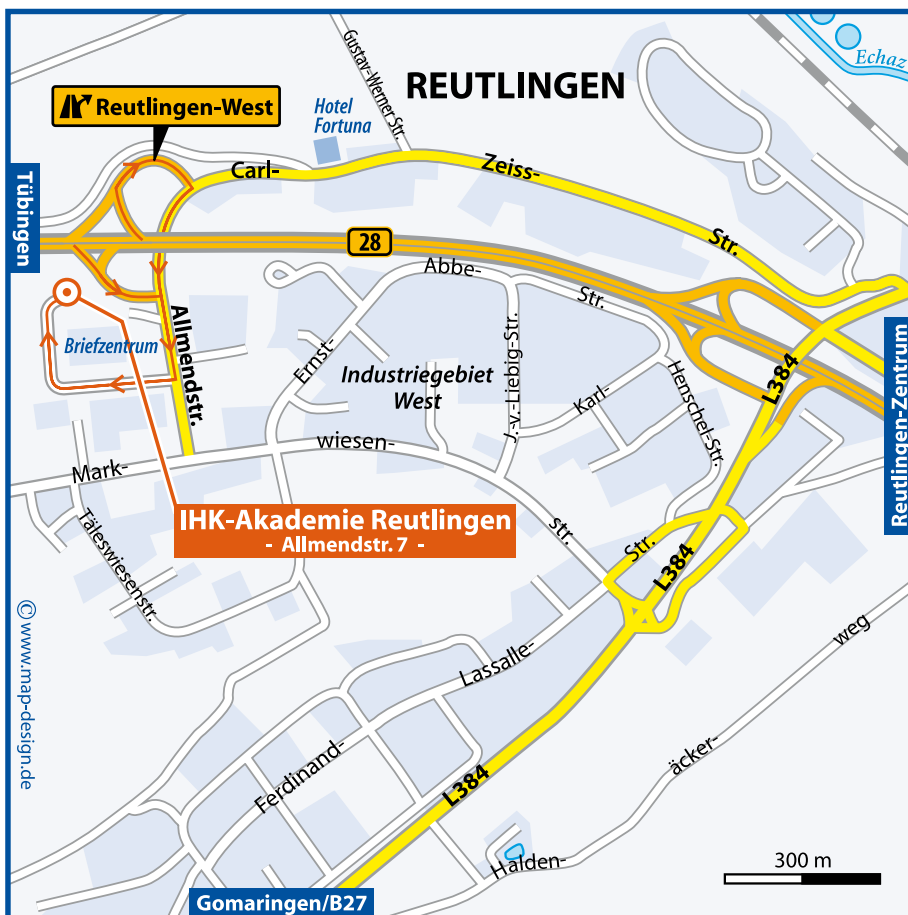 REUTLINGEN
Echaz
Gustav-Werner Str.
Reutlingen-West
Hotel
Fortuna
Carl-
Zeiss-
Str.
Tübingen
28
Abbe-
Str.
Ernst-
Allmendstr.
Briefzentrum
Industriegebiet
West
J.-v.-Liebig-Str.
Karl-
Henschel-Str.
L384
Reutlingen-Zentrum
Mark-
wiesen-
str.
Täleswiesenstr.
IHK-Akademie Reutlingen
- Allmendstr. 7 -
Str.
L384
©www.map-design.de
Lassalle-
Ferdinand-
weg
äcker-
Halden-
L384
300 m
Gomaringen/B27